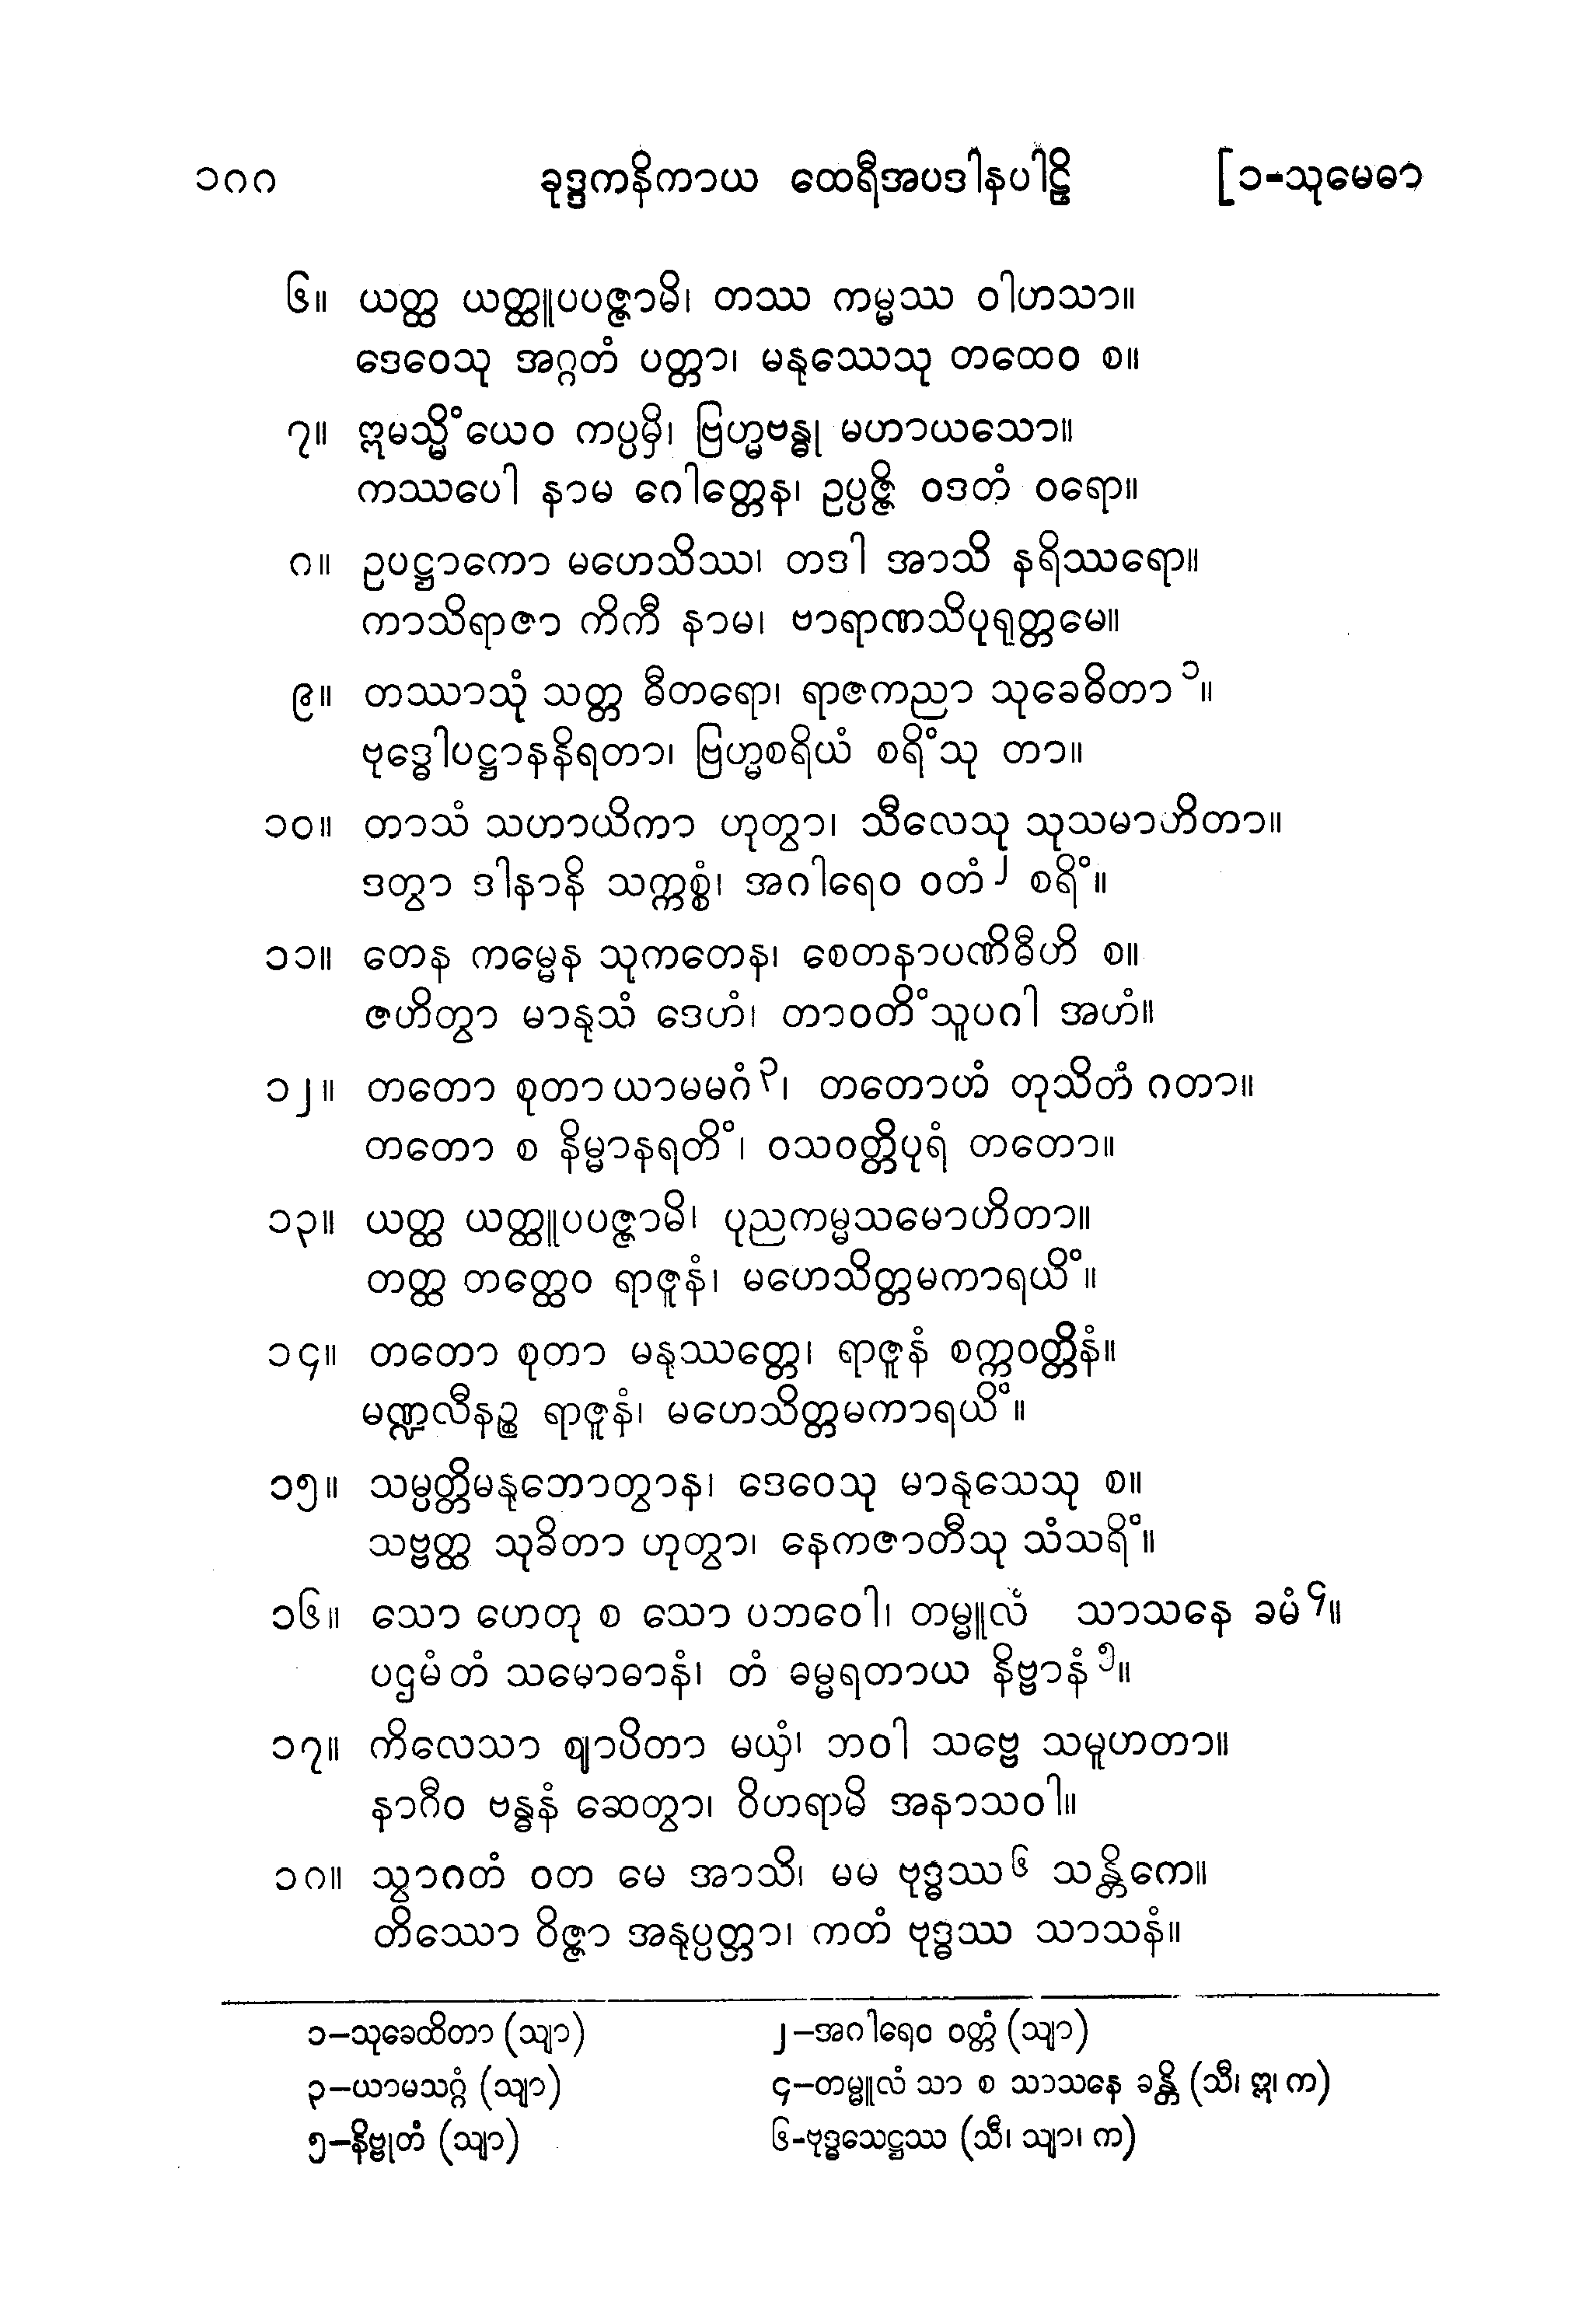 ၁၈၈ ခုဒ္ဒကနိကာယ ထေရီအပဒါနပါဠိ [၁-သုမေဓာ
၆။ ယတ္ထ ယတ္ထူပပဇ္ဇာမိ၊ တဿ ကမ္မဿ ဝါဟသာ။
ဒေဝေသု အဂ္ဂတံ ပတ္တာ၊ မနုဿေသု တထေဝ စ။
၇။ ဣမသ္မိံယေဝ ကပ္ပမှိ၊ ဗြဟ္မဗန္ဓု မဟာယသော။
ကဿပေါ နာမ ဂေါတ္တေန၊ ဥပ္ပဇ္ဇိ ဝဒတံ ဝရော။
၈။ ဥပဋ္ဌာကော မဟေသိဿ၊ တဒါ အာသိ နရိဿရော။
ကာသိရာဇာ ကိကီ နာမ၊ ဗာရာဏသိပုရုတ္တမေ။
၉။ တဿာသုံ သတ္တ ဓီတရော၊ ရာဇကညာ သုခေဓိတာ၁။
ဗုဒ္ဓေါပဋ္ဌာနနိရတာ၊ ဗြဟ္မစရိယံ စရိံသု တာ။
၁၀။ တာသံ သဟာယိကာ ဟုတွာ၊ သီလေသု သုသမာဟိတာ။
ဒတွာ ဒါနာနိ သက္ကစ္စံ၊ အဂါရေဝ ဝတံ၂ စရိံ။
၁၁။ တေန ကမ္မေန သုကတေန၊ စေတနာပဏိဓီဟိ စ။
ဇဟိတွာ မာနုသံ ဒေဟံ၊ တာဝတိံသူပဂါ အဟံ။
၁၂။ တတော စုတာ ယာမမဂံ၃၊ တတောဟံ တုသိတံ ဂတာ။
တတော စ နိမ္မာနရတိံ၊ ဝသဝတ္တိပုရံ တတော။
၁၃။ ယတ္ထ ယတ္ထူပပဇ္ဇာမိ၊ ပုညကမ္မသမောဟိတာ။
တတ္ထ တတ္ထေဝ ရာဇူနံ၊ မဟေသိတ္တမကာရယိံ။
၁၄။ တတော စုတာ မနုဿတ္တေ၊ ရာဇူနံ စက္ကဝတ္တိနံ။
မဏ္ဍလီနဉ္စ ရာဇူနံ၊ မဟေသိတ္တမကာရယိံ။
၁၅။ သမ္ပတ္တိမနုဘောတွာန၊ ဒေဝေသု မာနုသေသု စ။
သဗ္ဗတ္ထ သုခိတာ ဟုတွာ၊ နေကဇာတီသု သံသရိံ။
၁၆။ သော ဟေတု စ သော ပဘဝေါ၊ တမ္မူလံ သာသနေ ခမံ၄။
ပဌမံ တံ သမောဓာနံ၊ တံ ဓမ္မရတာယ နိဗ္ဗာနံ၅။
၁၇။ ကိလေသာ ဈာပိတာ မယှံ၊ ဘဝါ သဗ္ဗေ သမူဟတာ။
နာဂီဝ ဗန္ဓနံ ဆေတွာ၊ ဝိဟရာမိ အနာသဝါ။
၁၈။ သွာဂတံ ဝတ မေ အာသိ၊ မမ ဗုဒ္ဓဿ၆ သန္တိကေ။
တိဿော ဝိဇ္ဇာ အနုပ္ပတ္တာ၊ ကတံ ဗုဒ္ဓဿ သာသနံ။
၁–သုခေထိတာ (သျာ) ၂–အဂါရေဝ ဝတ္တံ (သျာ)
၃–ယာမသဂ္ဂံ (သျာ) ၄–တမ္မူလံ သာ စ သာသနေ ခန္တိ (သီ၊ ဣ၊ က)
၅–နိဗ္ဗုတံ (သျာ) ၆-ဗုဒ္ဓသေဋ္ဌဿ (သီ၊ သျာ၊ က)